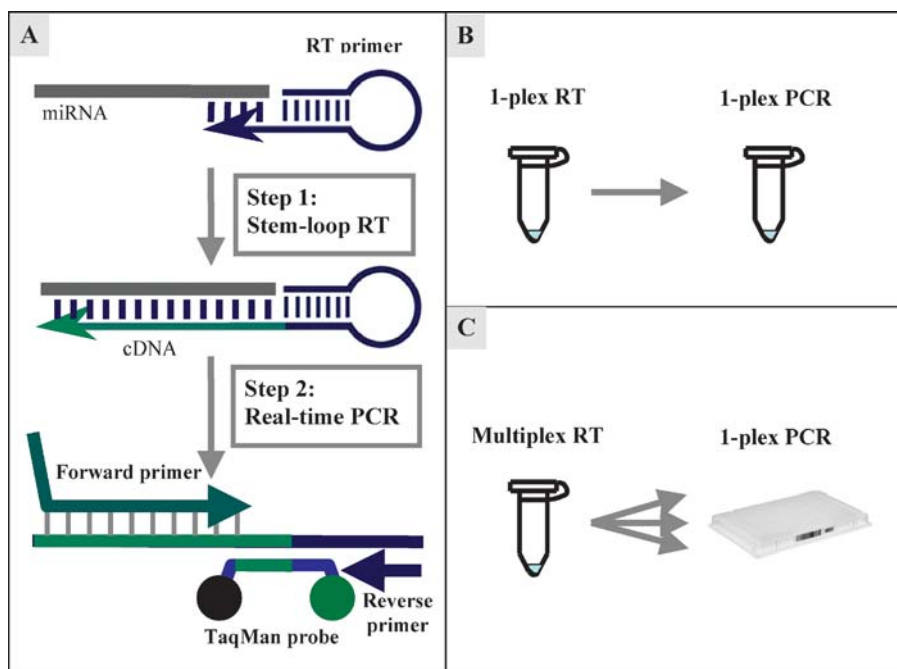 A
RT primer
miRNA
Step 1:
Stem-loop RT
cDNA
Step 2:
Real-time PCR
Forward primer
Reverse
primer
TaqMan probe
B
1-plex RT
1-plex PCR
C
Multiplex RT
1-plex PCR